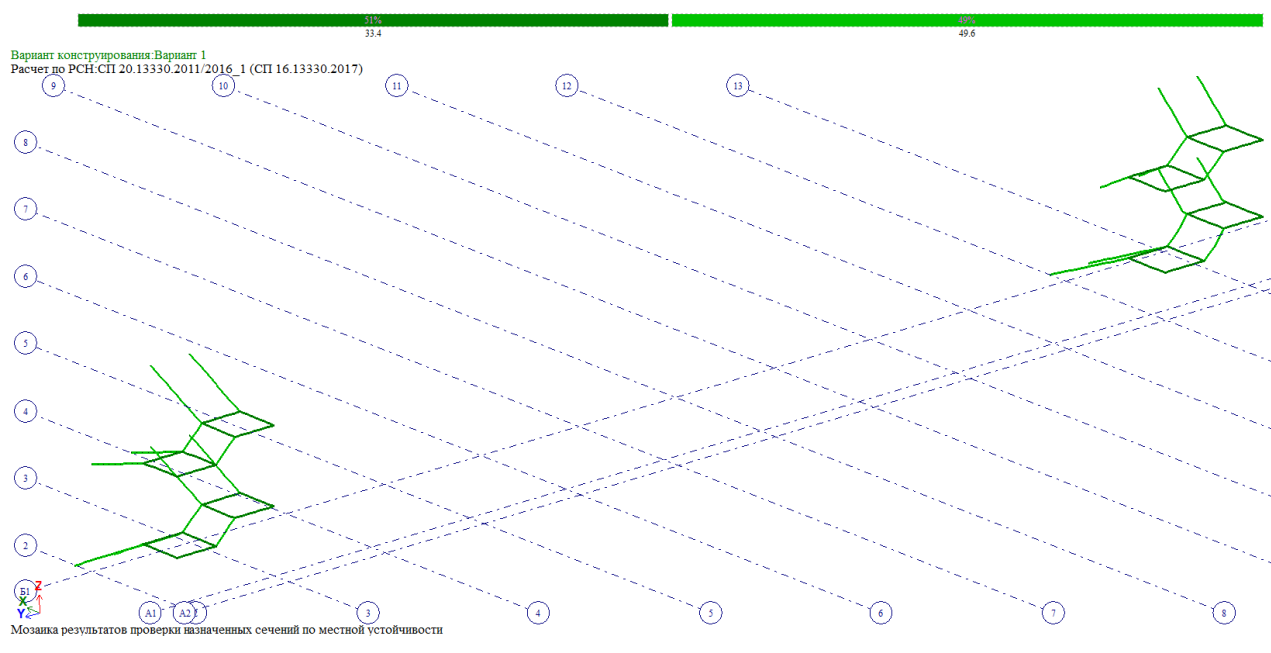 51% 49%
33.4 49.6
Вариант конструирования:Вариант 1
Расчет по РСН:СП 20.13330.2011/2016_1 (СП 16.13330.2017)
9 10 11 12 13
8
7
6
5
4
3
2
Б1 Z
X
Y A1 A2 3 4 5 6 7 8
Мозаика результатов проверки назначенных сечений по местной устойчивости